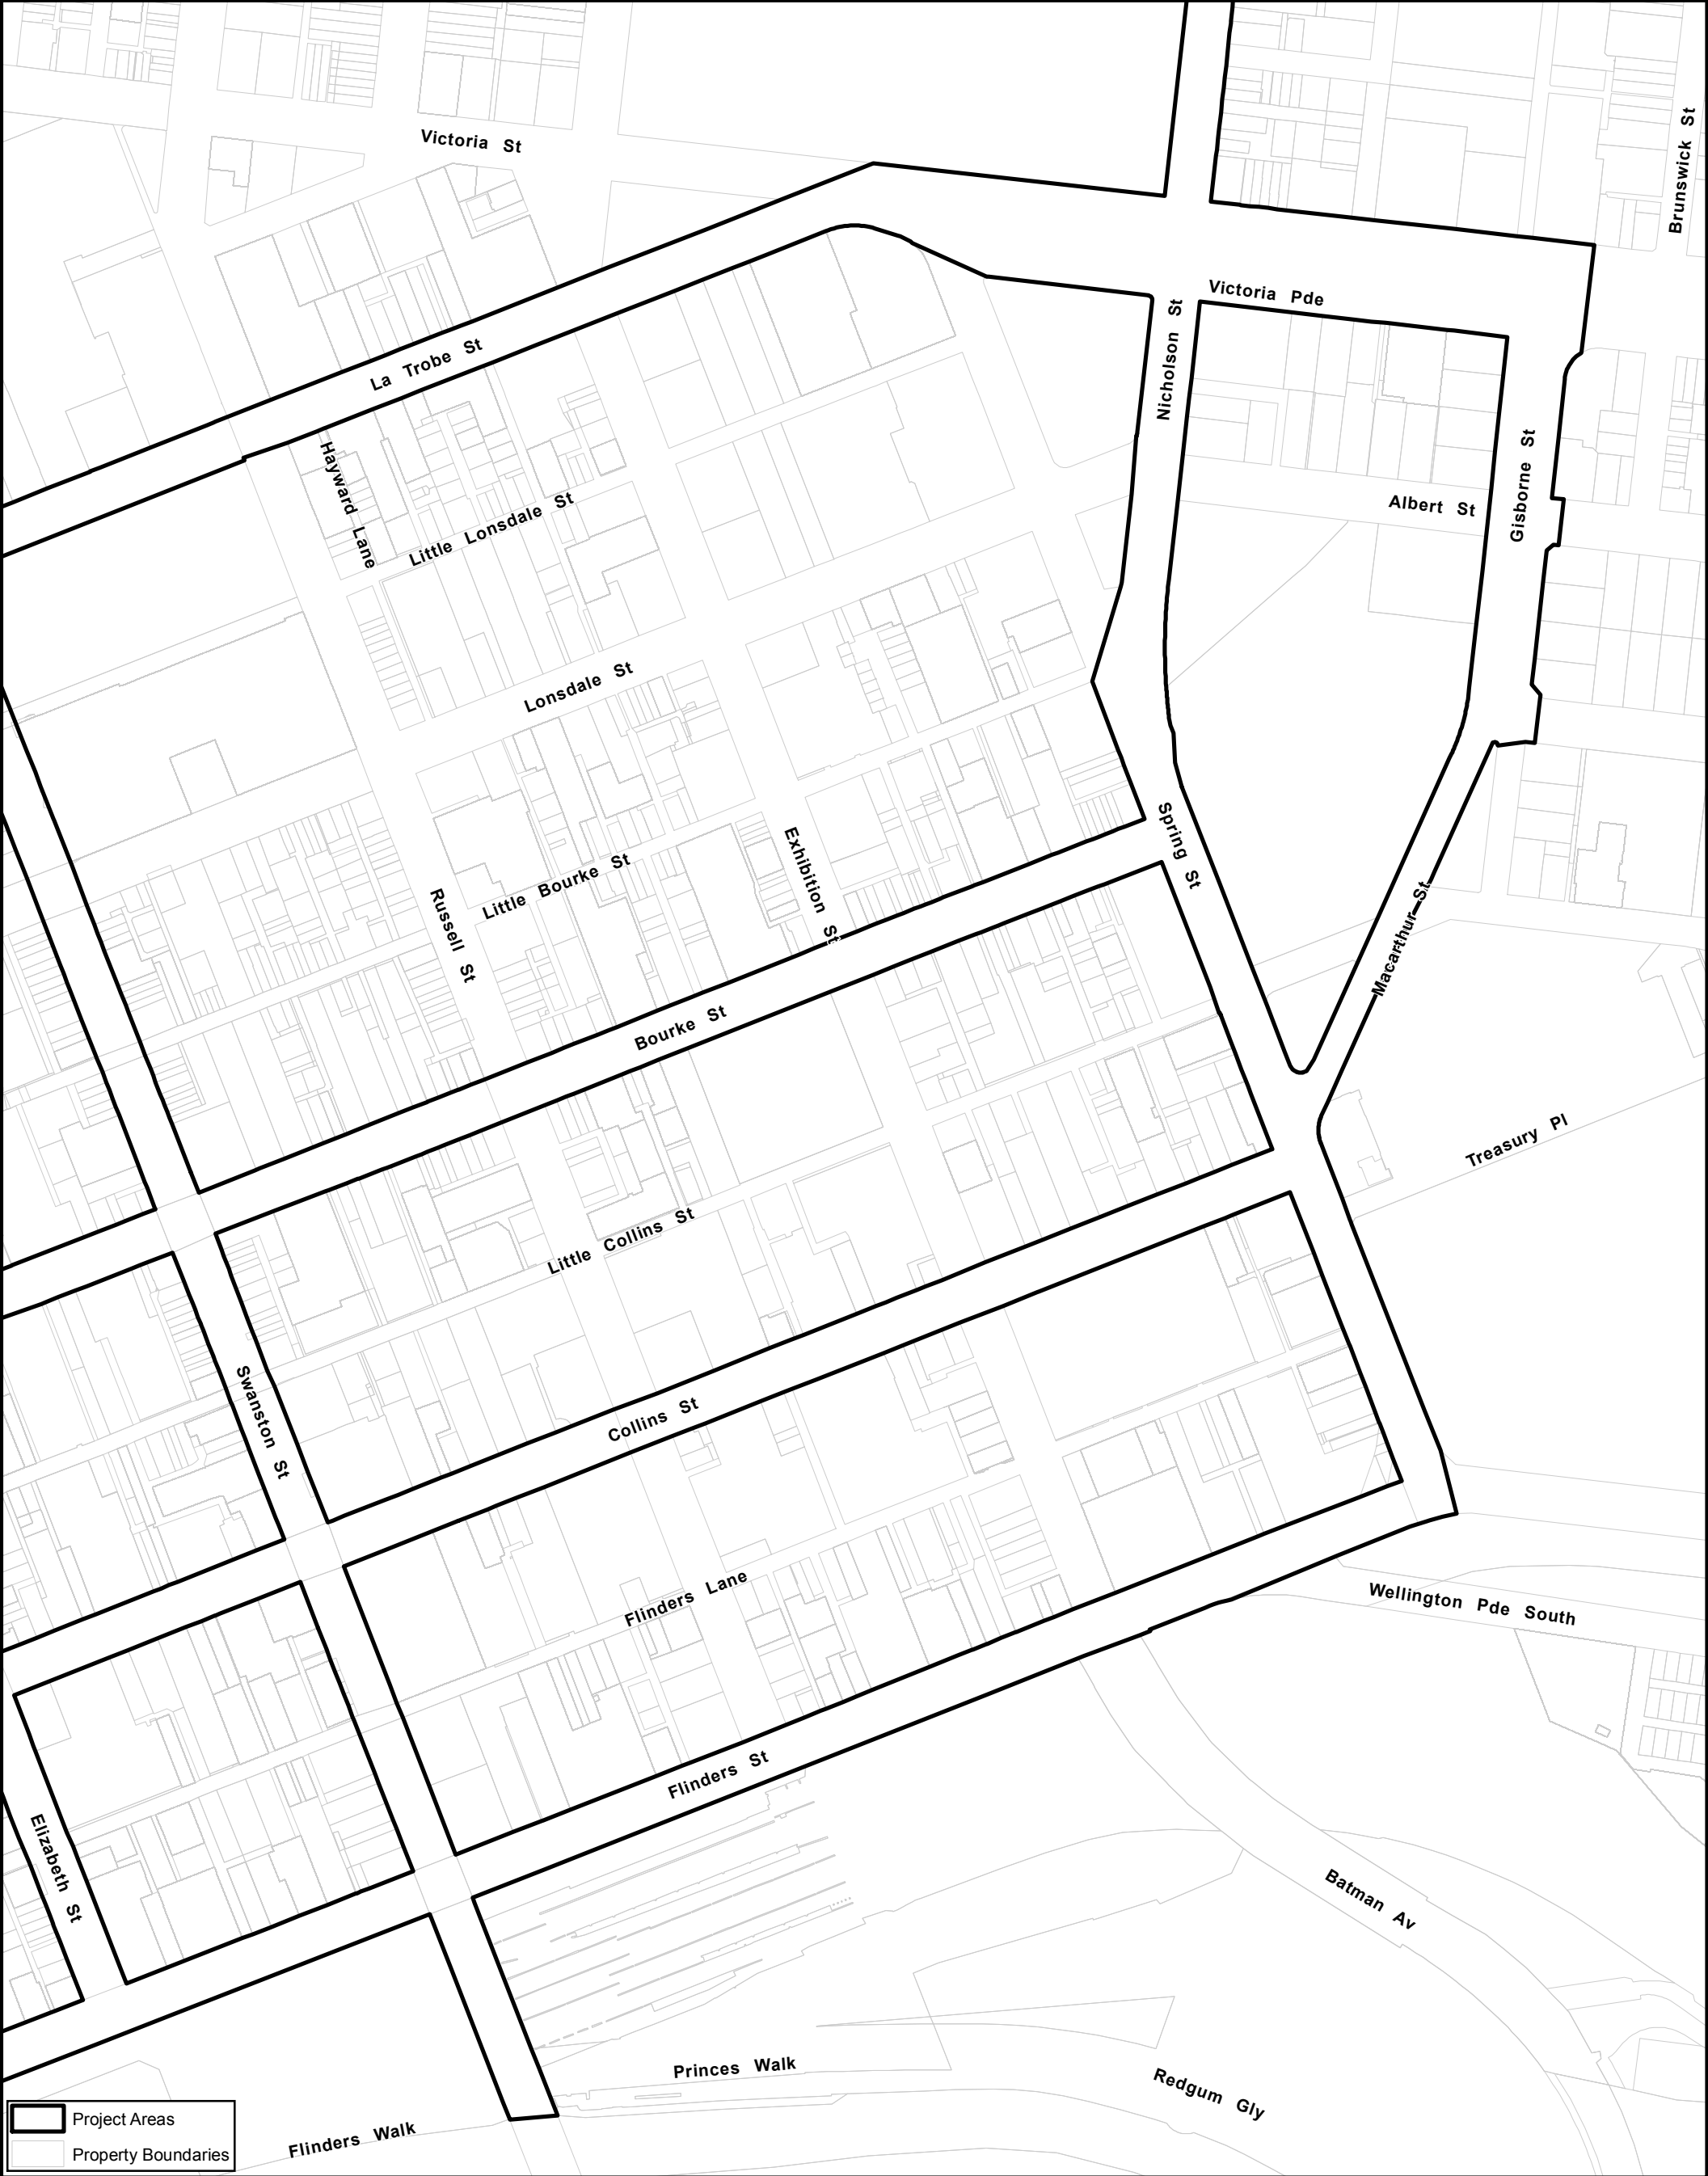 Brunswick St
Victoria St
Victoria Pde
Nicholson St
La Trobe St
Hayward Lane
Gisborne St
Albert St
Little Lonsdale St
Lonsdale St
Spring St
Exhibition St
Little Bourke St
Russell St
Macarthur St
Bourke St
Treasury Pl
Little Collins St
Swanston St
Collins St
Flinders Lane
Wellington Pde South
Flinders St
Elizabeth St
Batman Av
Princes Walk
Redgum Gly
Flinders Walk
Project Areas
Property Boundaries